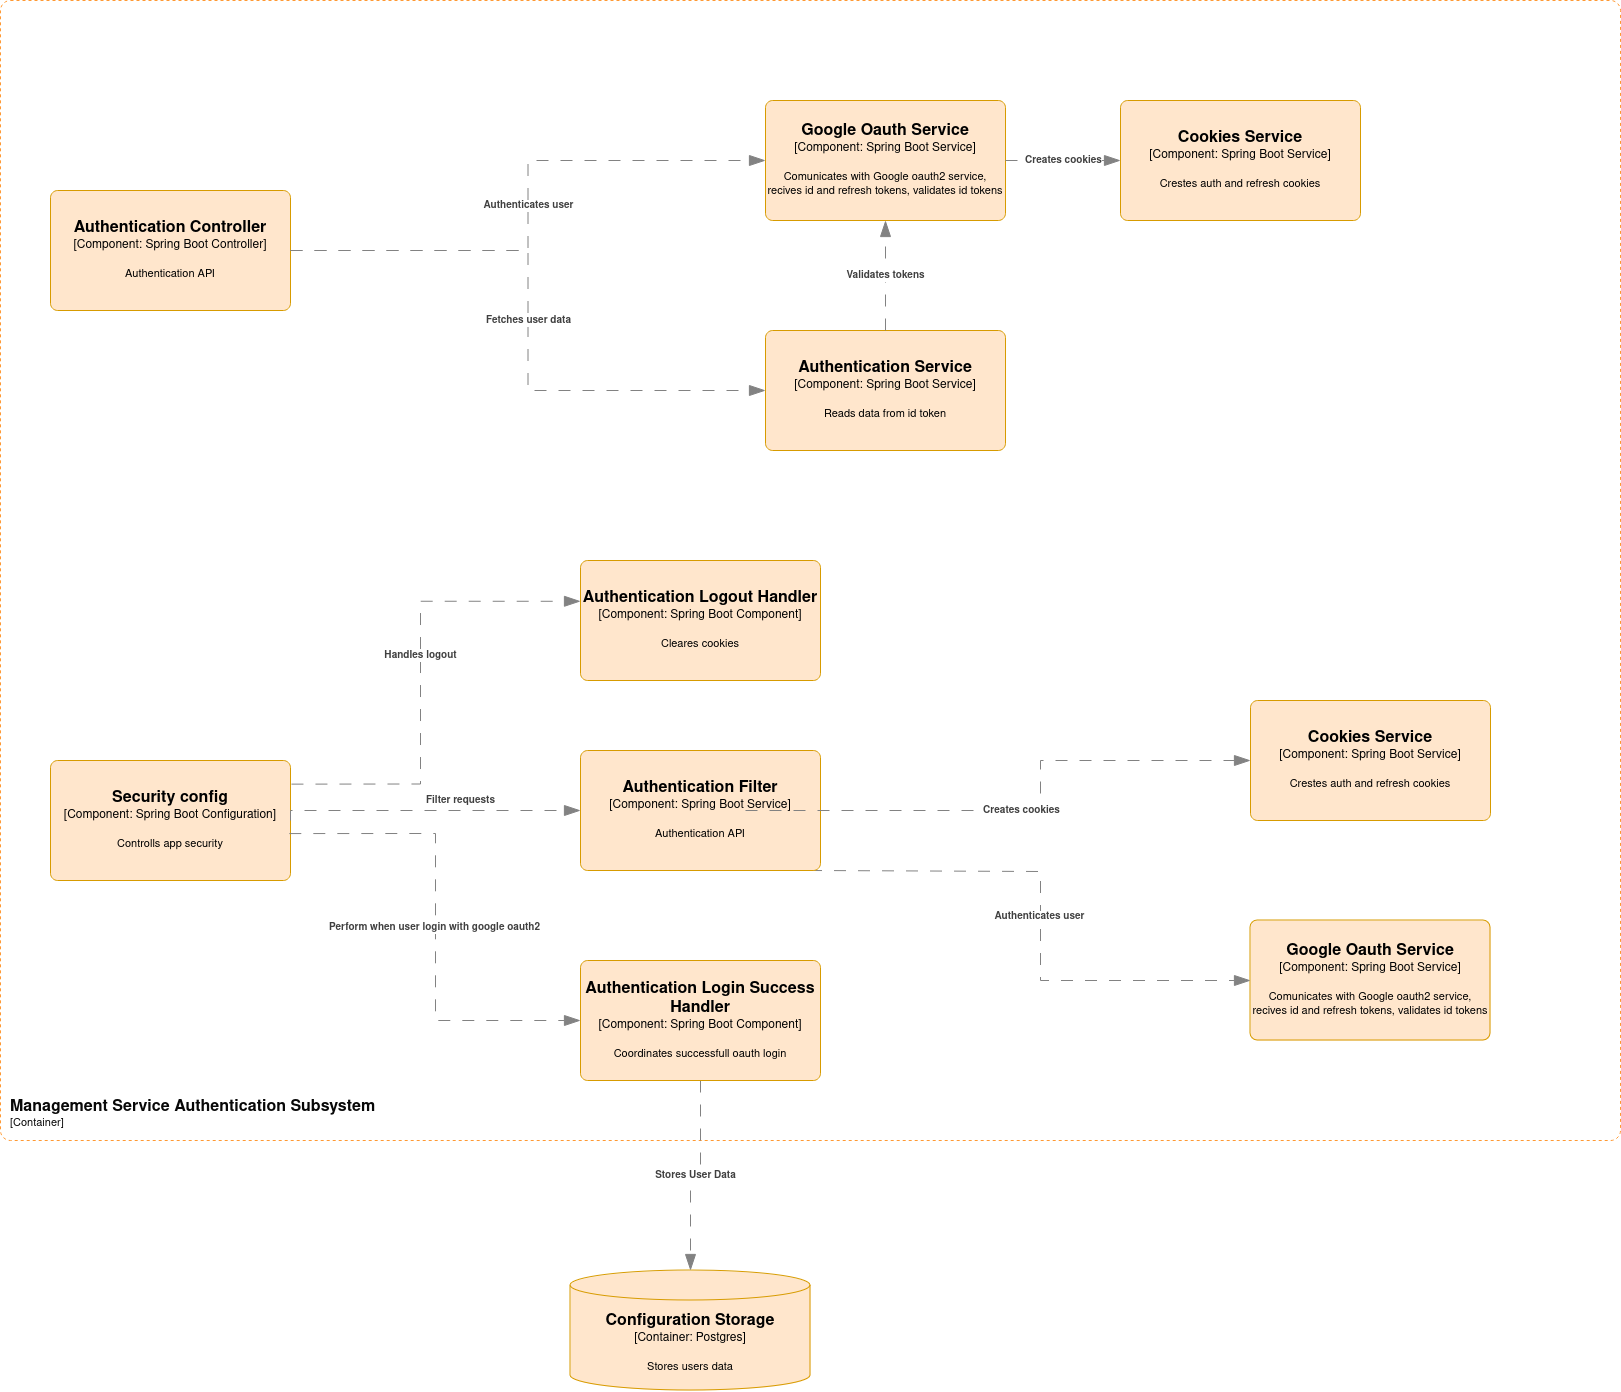 Google Oauth Service
[Component: Spring Boot Service]
Comunicates with Google oauth2 service,
recives id and refresh tokens, validates id tokens
Creates cookies
Cookies Service
[Component: Spring Boot Service]
Crestes auth and refresh cookies
Authentication Controller
[Component: Spring Boot Controller]
Authentication API
Authenticates user
Fetches user data
Validates tokens
Authentication Service
[Component: Spring Boot Service]
Reads data from id token
Authentication Logout Handler
[Component: Spring Boot Component]
Cleares cookies
Handles logout
Security config
[Component: Spring Boot Configuration]
Controlls app security
Filter requests
Authentication Filter
[Component: Spring Boot Service]
Authentication API
Creates cookies
Cookies Service
[Component: Spring Boot Service]
Crestes auth and refresh cookies
Authenticates user
Google Oauth Service
[Component: Spring Boot Service]
Comunicates with Google oauth2 service,
recives id and refresh tokens, validates id tokens
Perform when user login with google oauth2
Authentication Login Success
Handler
[Component: Spring Boot Component]
Coordinates successfull oauth login
Management Service Authentication Subsystem
[Container]
Stores User Data
Configuration Storage
[Container: Postgres]
Stores users data